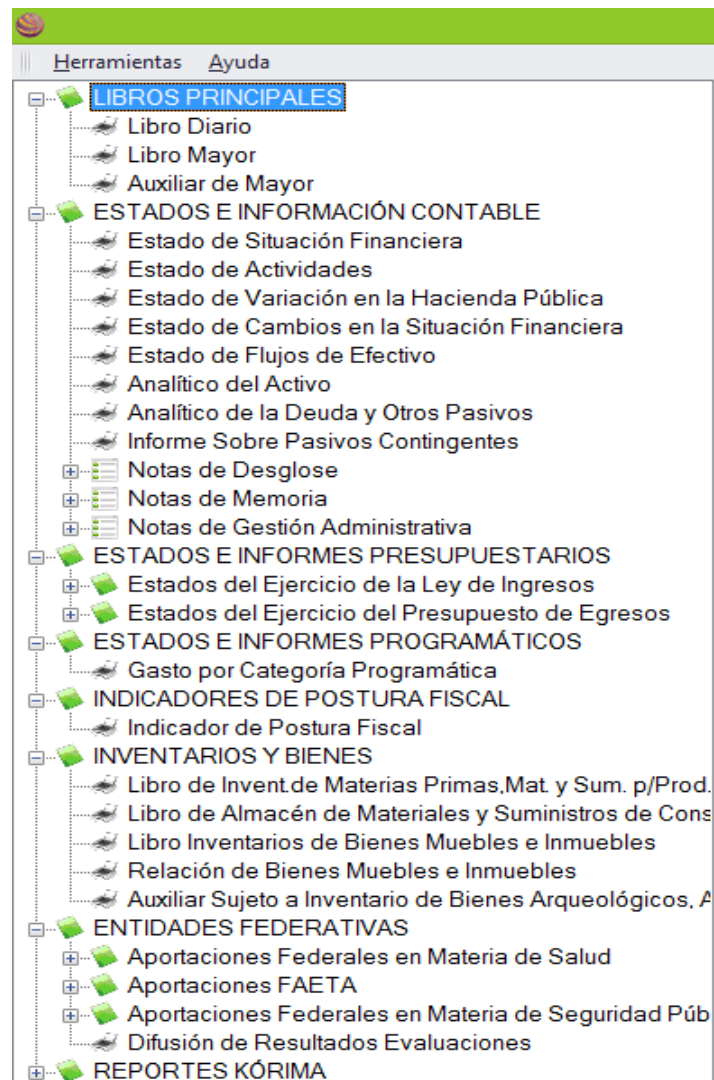 Herramientas Ayuda
LIBROS PRINCIPALES
Libro Diario
Libro Mayor
Auxiliar de Mayor
ESTADOS E INFORMACIÓN CONTABLE
Estado de Situación Financiera
Estado de Actividades
Estado de Variación en la Hacienda Pública
Estado de Cambios en la Situación Financiera
Estado de Flujos de Efectivo
Analítico del Activo
Analítico de la Deuda y Otros Pasivos
Informe Sobre Pasivos Contingentes
Notas de Desglose
Notas de Memoria
Notas de Gestión Administrativa
ESTADOS E INFORMES PRESUPUESTARIOS
Estados del Ejercicio de la Ley de Ingresos
Estados del Ejercicio del Presupuesto de Egresos
ESTADOS E INFORMES PROGRAMÁTICOS
Gasto por Categoría Programática
INDICADORES DE POSTURA FISCAL
Indicador de Postura Fiscal
INVENTARIOS Y BIENES
Libro de Invent.de Materias Primas,Mat. y Sum. p/Prod.
Libro de Almacén de Materiales y Suministros de Cons
Libro Inventarios de Bienes Muebles e Inmuebles
Relación de Bienes Muebles e Inmuebles
Auxiliar Sujeto a Inventario de Bienes Arqueológicos, A
ENTIDADES FEDERATIVAS
Aportaciones Federales en Materia de Salud
Aportaciones FAETA
Aportaciones Federales en Materia de Seguridad Púb
Difusión de Resultados Evaluaciones
REPORTES KÓRIMA